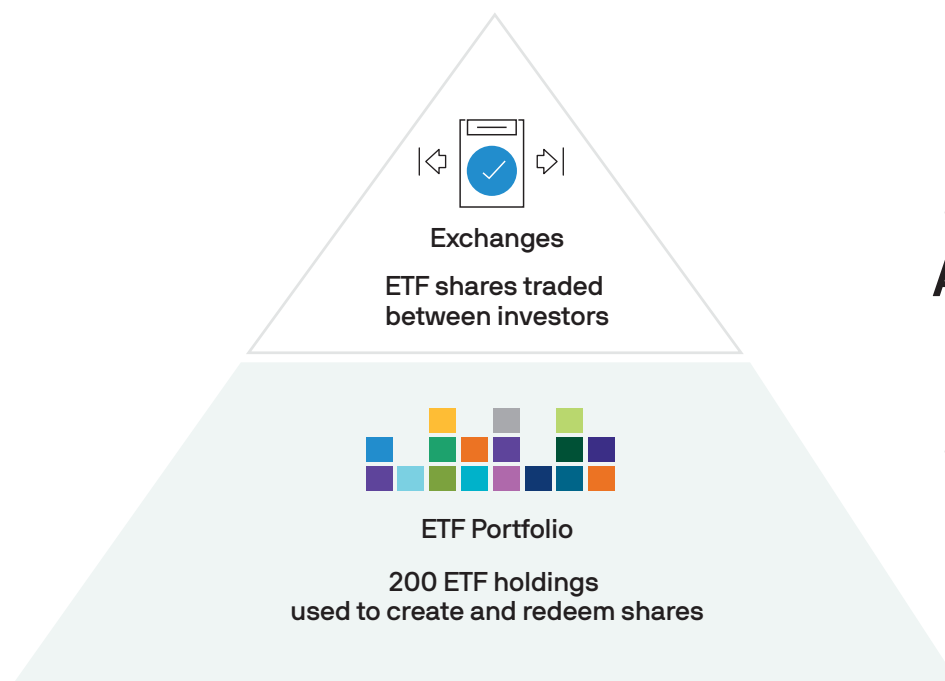 Exchanges
ETF shares traded
between investors
ETF Portfolio
200 ETF holdings
used to create and redeem shares